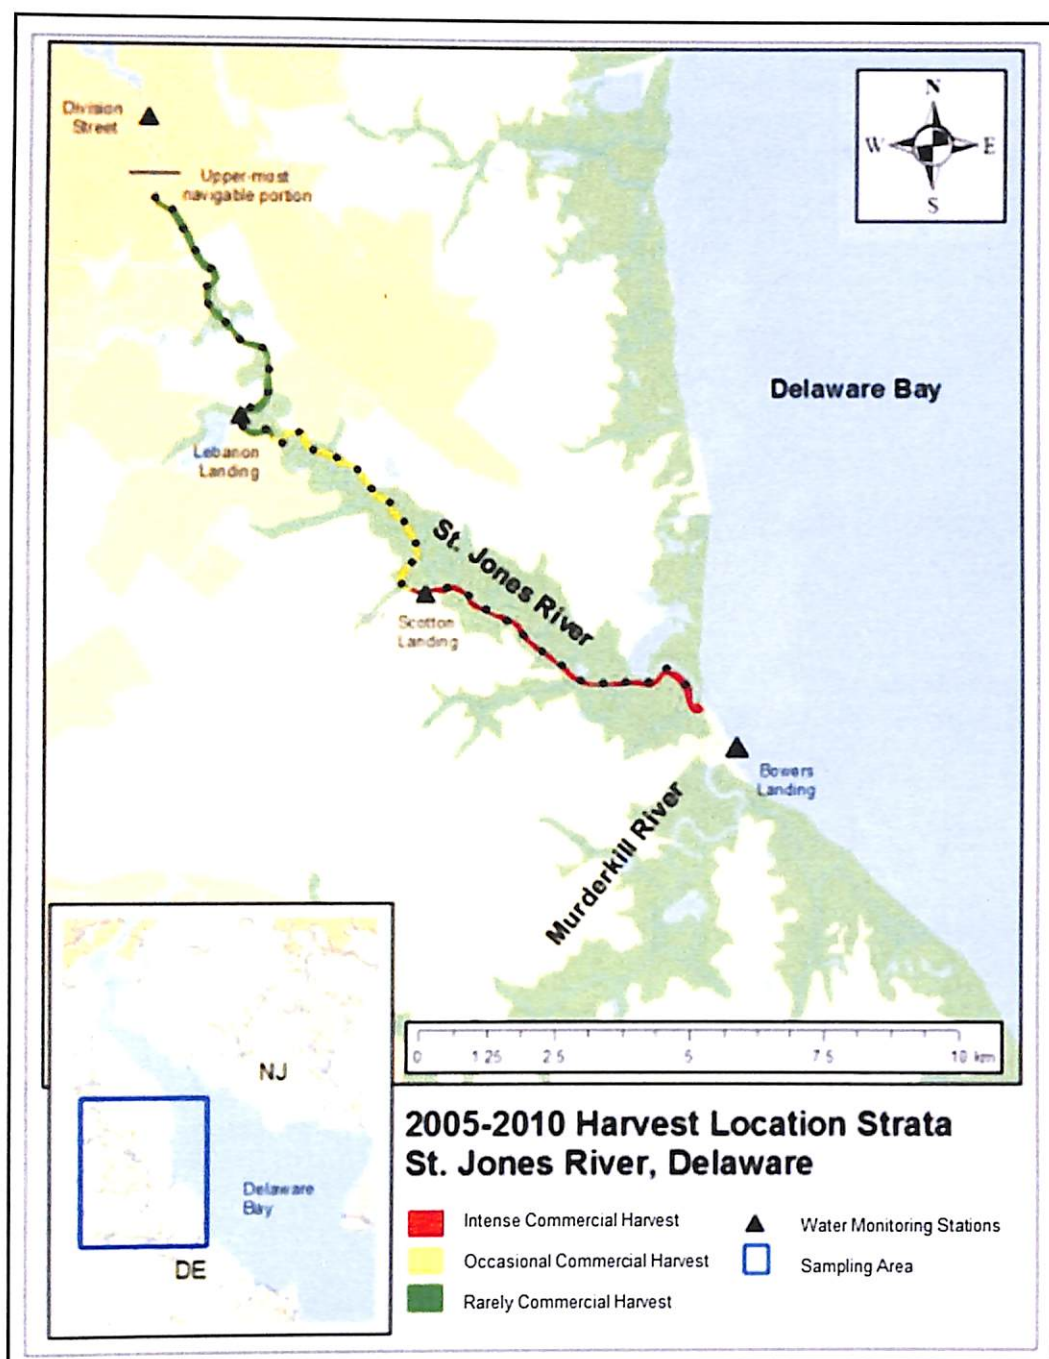 Division
Street
Upper-most
navigable portion
N
W
E
S
Delaware Bay
Lebanon
Landing
St. Jones River
Scotton
Landing
Bowers
Landing
Murderkill River
0 1.25 2.5 5 7.5 10 km
NJ
Delaware
Bay
DE
2005-2010 Harvest Location Strata
St. Jones River, Delaware
Intense Commercial Harvest
Occasional Commercial Harvest
Rarely Commercial Harvest
Water Monitoring Stations
Sampling Area